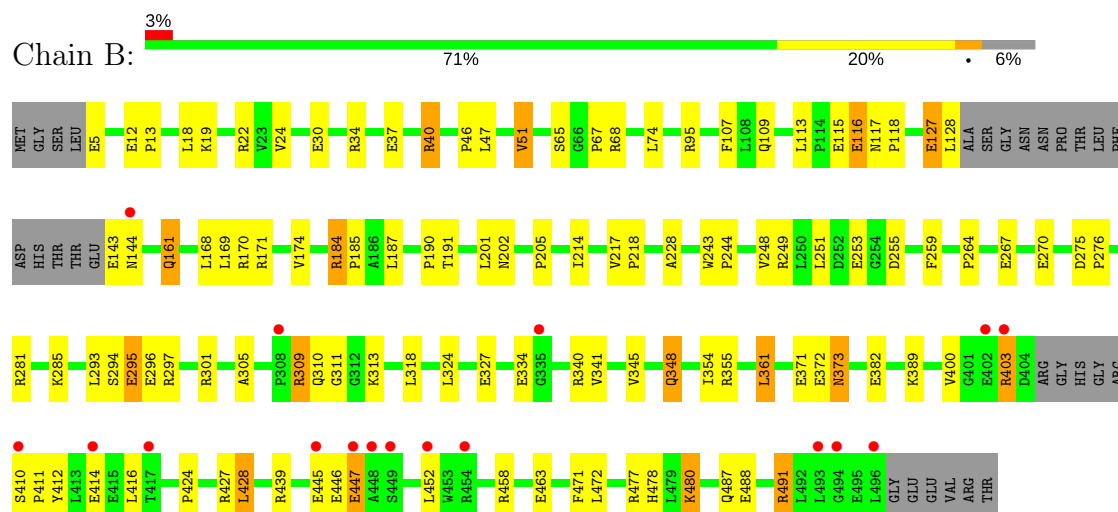 3%
Chain B:
71% 20% • 6%
MET GLY SER LEU E5 E12 P13 L18 K19 R22 V23 V24 E30 R34 E37 R40 P46 L47 V51 S65 G66 P67 R68 L74 R95 F107 L108 Q109 L113 P114 E115 E116 N117 P118 E127 L128 ALA SER GLY ASN ASN PRO THR LEU PHE
ASP HIS THR THR GLU E143 N144 Q161 L168 L169 R170 R171 V174 R184 P185 A186 L187 P190 T191 L201 N202 P205 I214 V217 P218 A228 W243 P244 V248 R249 L250 L251 D252 E253 G254 D255 F259 P264 E267 E270 D275 P276
R281 K285 L293 S294 E295 E296 R297 R301 A305 P308 R309 Q310 G311 G312 K313 L318 L324 E327 E334 G335 R340 V341 V345 Q348 I354 R355 L361 E371 E372 N373 E382 K389 V400 G401 E402 R403 D404 ARG GLY HIS GLY ARG
S410 P411 Y412 L413 E414 E415 L416 T417 P424 R427 L428 R439 E445 E446 E447 A448 S449 L452 W453 R454 R458 E463 F471 L472 R477 H478 L479 K480 Q487 E488 R491 L492 L493 G494 E495 L496 GLY GLU GLU VAL ARG THR